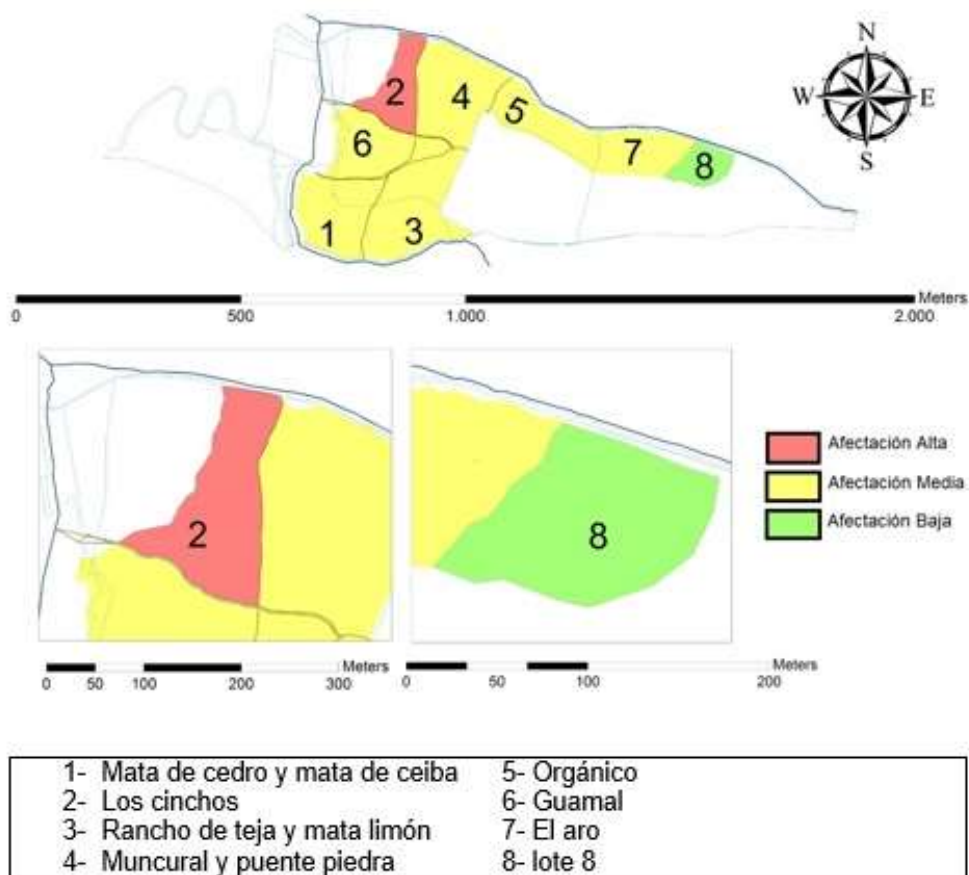 N
W E
S
2 4 5
6 7 8
1 3
Meters
0 500 1.000 2.000
2
8
Afectación Alta
Afectación Media
Afectación Baja
Meters
0 50 100 200 300
Meters
0 50 100 200
1- Mata de cedro y mata de ceiba
2- Los cinchos
3- Rancho de teja y mata limón
4- Muncural y puente piedra
5- Orgánico
6- Guamal
7- El aro
8- lote 8